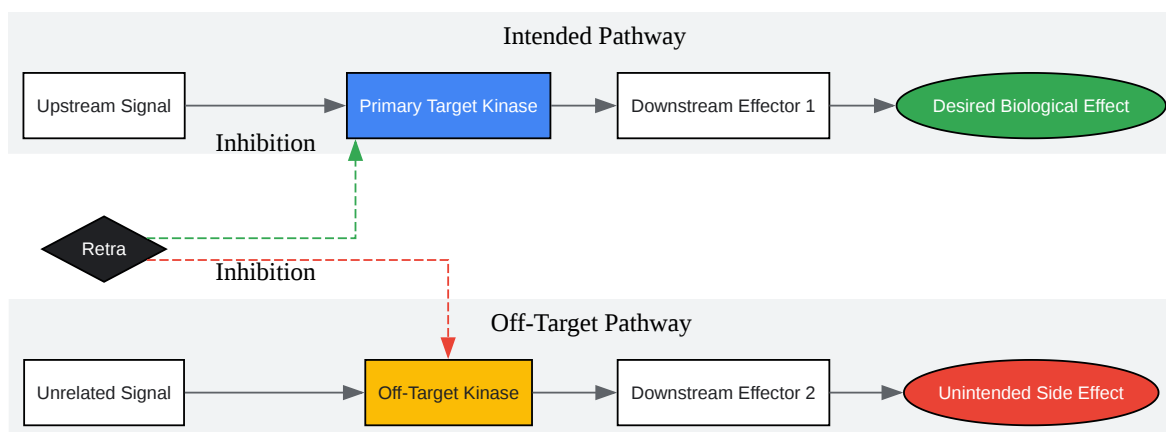 Intended Pathway
Upstream Signal
Primary Target Kinase
Downstream Effector 1
Desired Biological Effect
Inhibition
Retra
Inhibition
Off-Target Pathway
Unrelated Signal
Off-Target Kinase
Downstream Effector 2
Unintended Side Effect